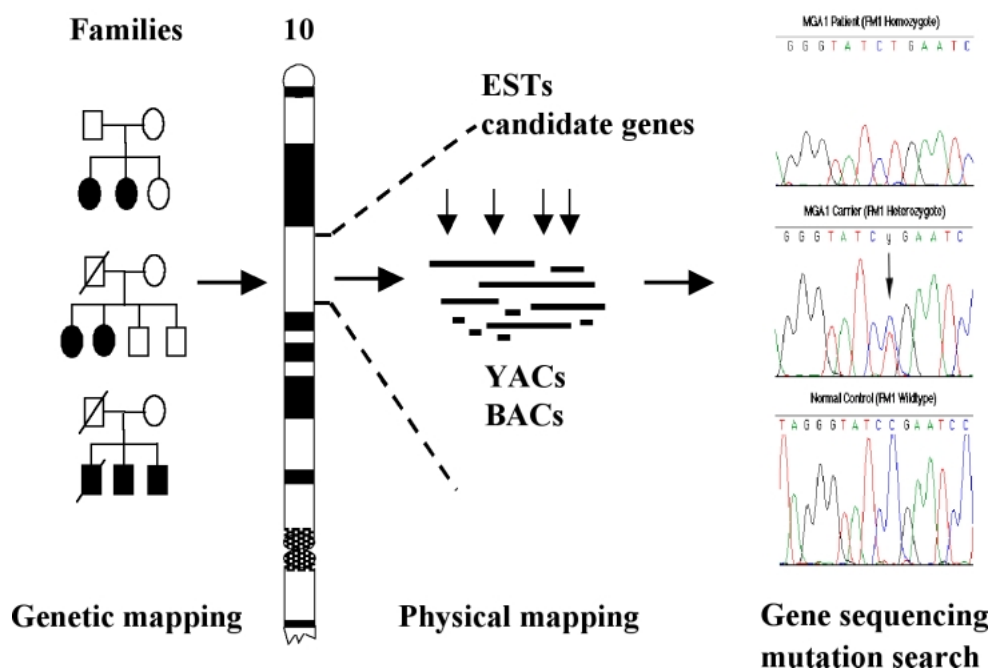 Families
10
ESTs
candidate genes
YACs
BACs
MGA1 Patient (FM1 Homozygote)
G G G T A T C T G A A T C
MGA1 Carrier (FM1 Heterozygote)
G G G T A T C y G A A T C
Normal Control (FM1 Wildtype)
T A G G G T A T C C G A A T C C
Genetic mapping
Physical mapping
Gene sequencing
mutation search